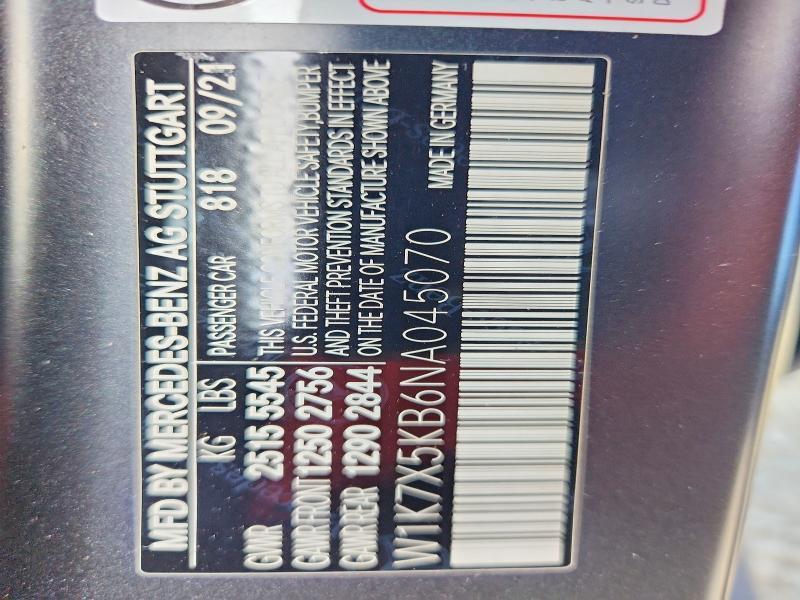 MFD BY MERCEDES-BENZ AG STUTTGART
KG LBS PASSENGER CAR 818 09/21
GVWR 2515 5545 THIS VEHICLE
GAWR FRONT 1250 2756 U.S. FEDERAL MOTOR VEHICLE SAFETY, BUMPER
AND THEFT PREVENTION STANDARDS IN EFFECT
GAWR REAR 1290 2844 ON THE DATE OF MANUFACTURE SHOWN ABOVE
W1K7X5KB6NA045070 MADE IN GERMANY